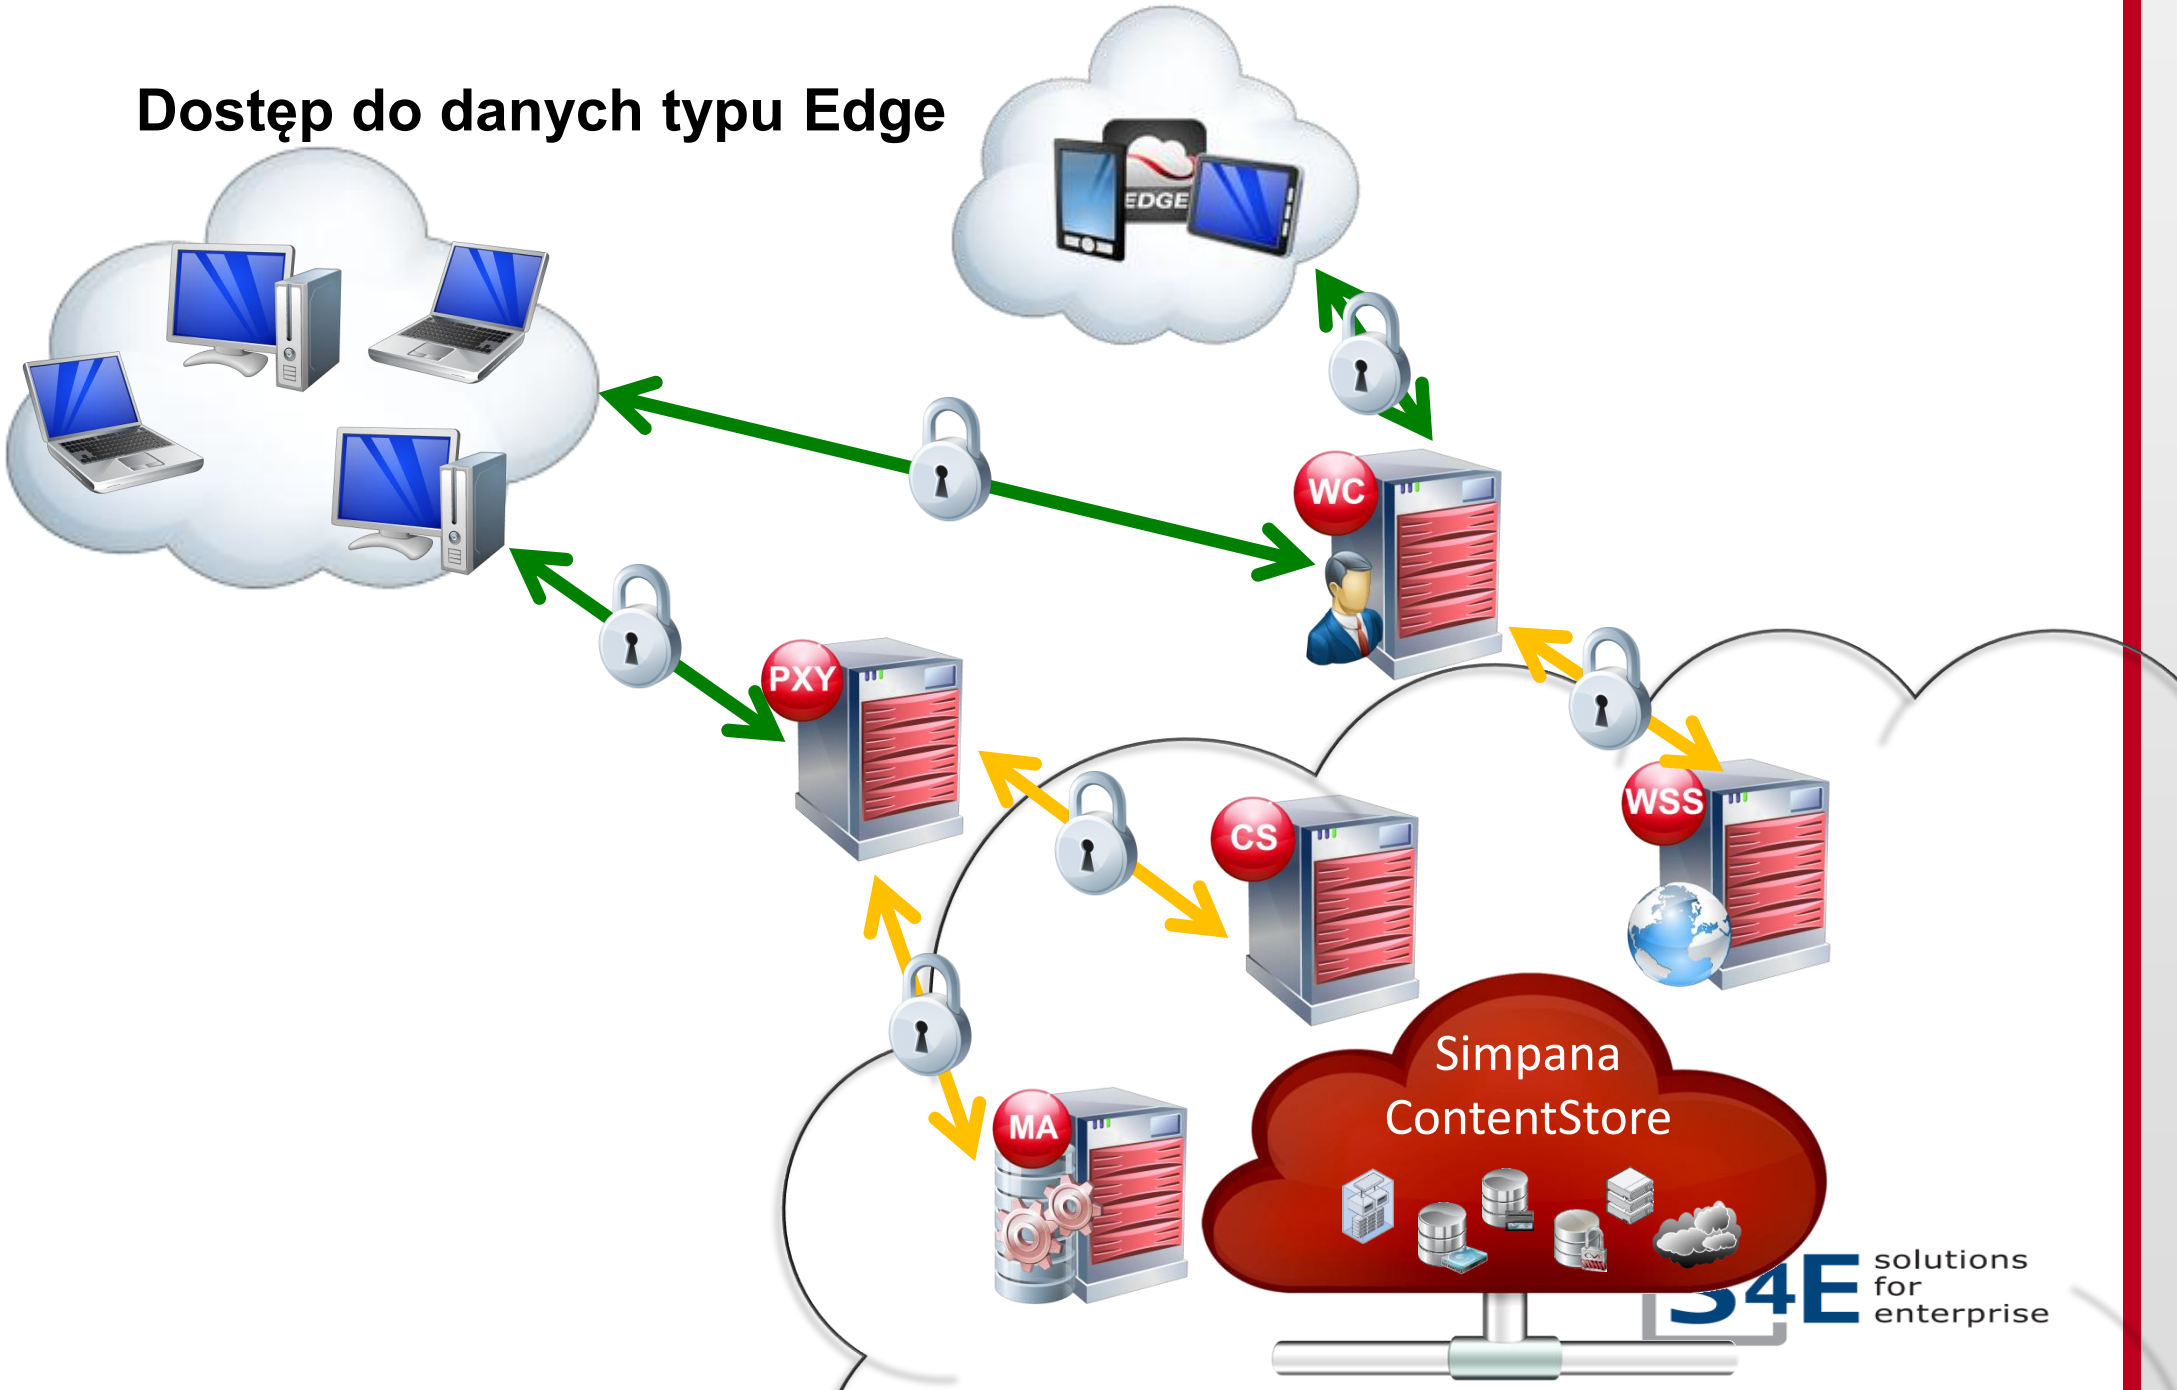 Dostęp do danych typu Edge
EDGE
WC
PXY
CS
WSS
MA
Simpana
ContentStore
S4E
solutions
for
enterprise